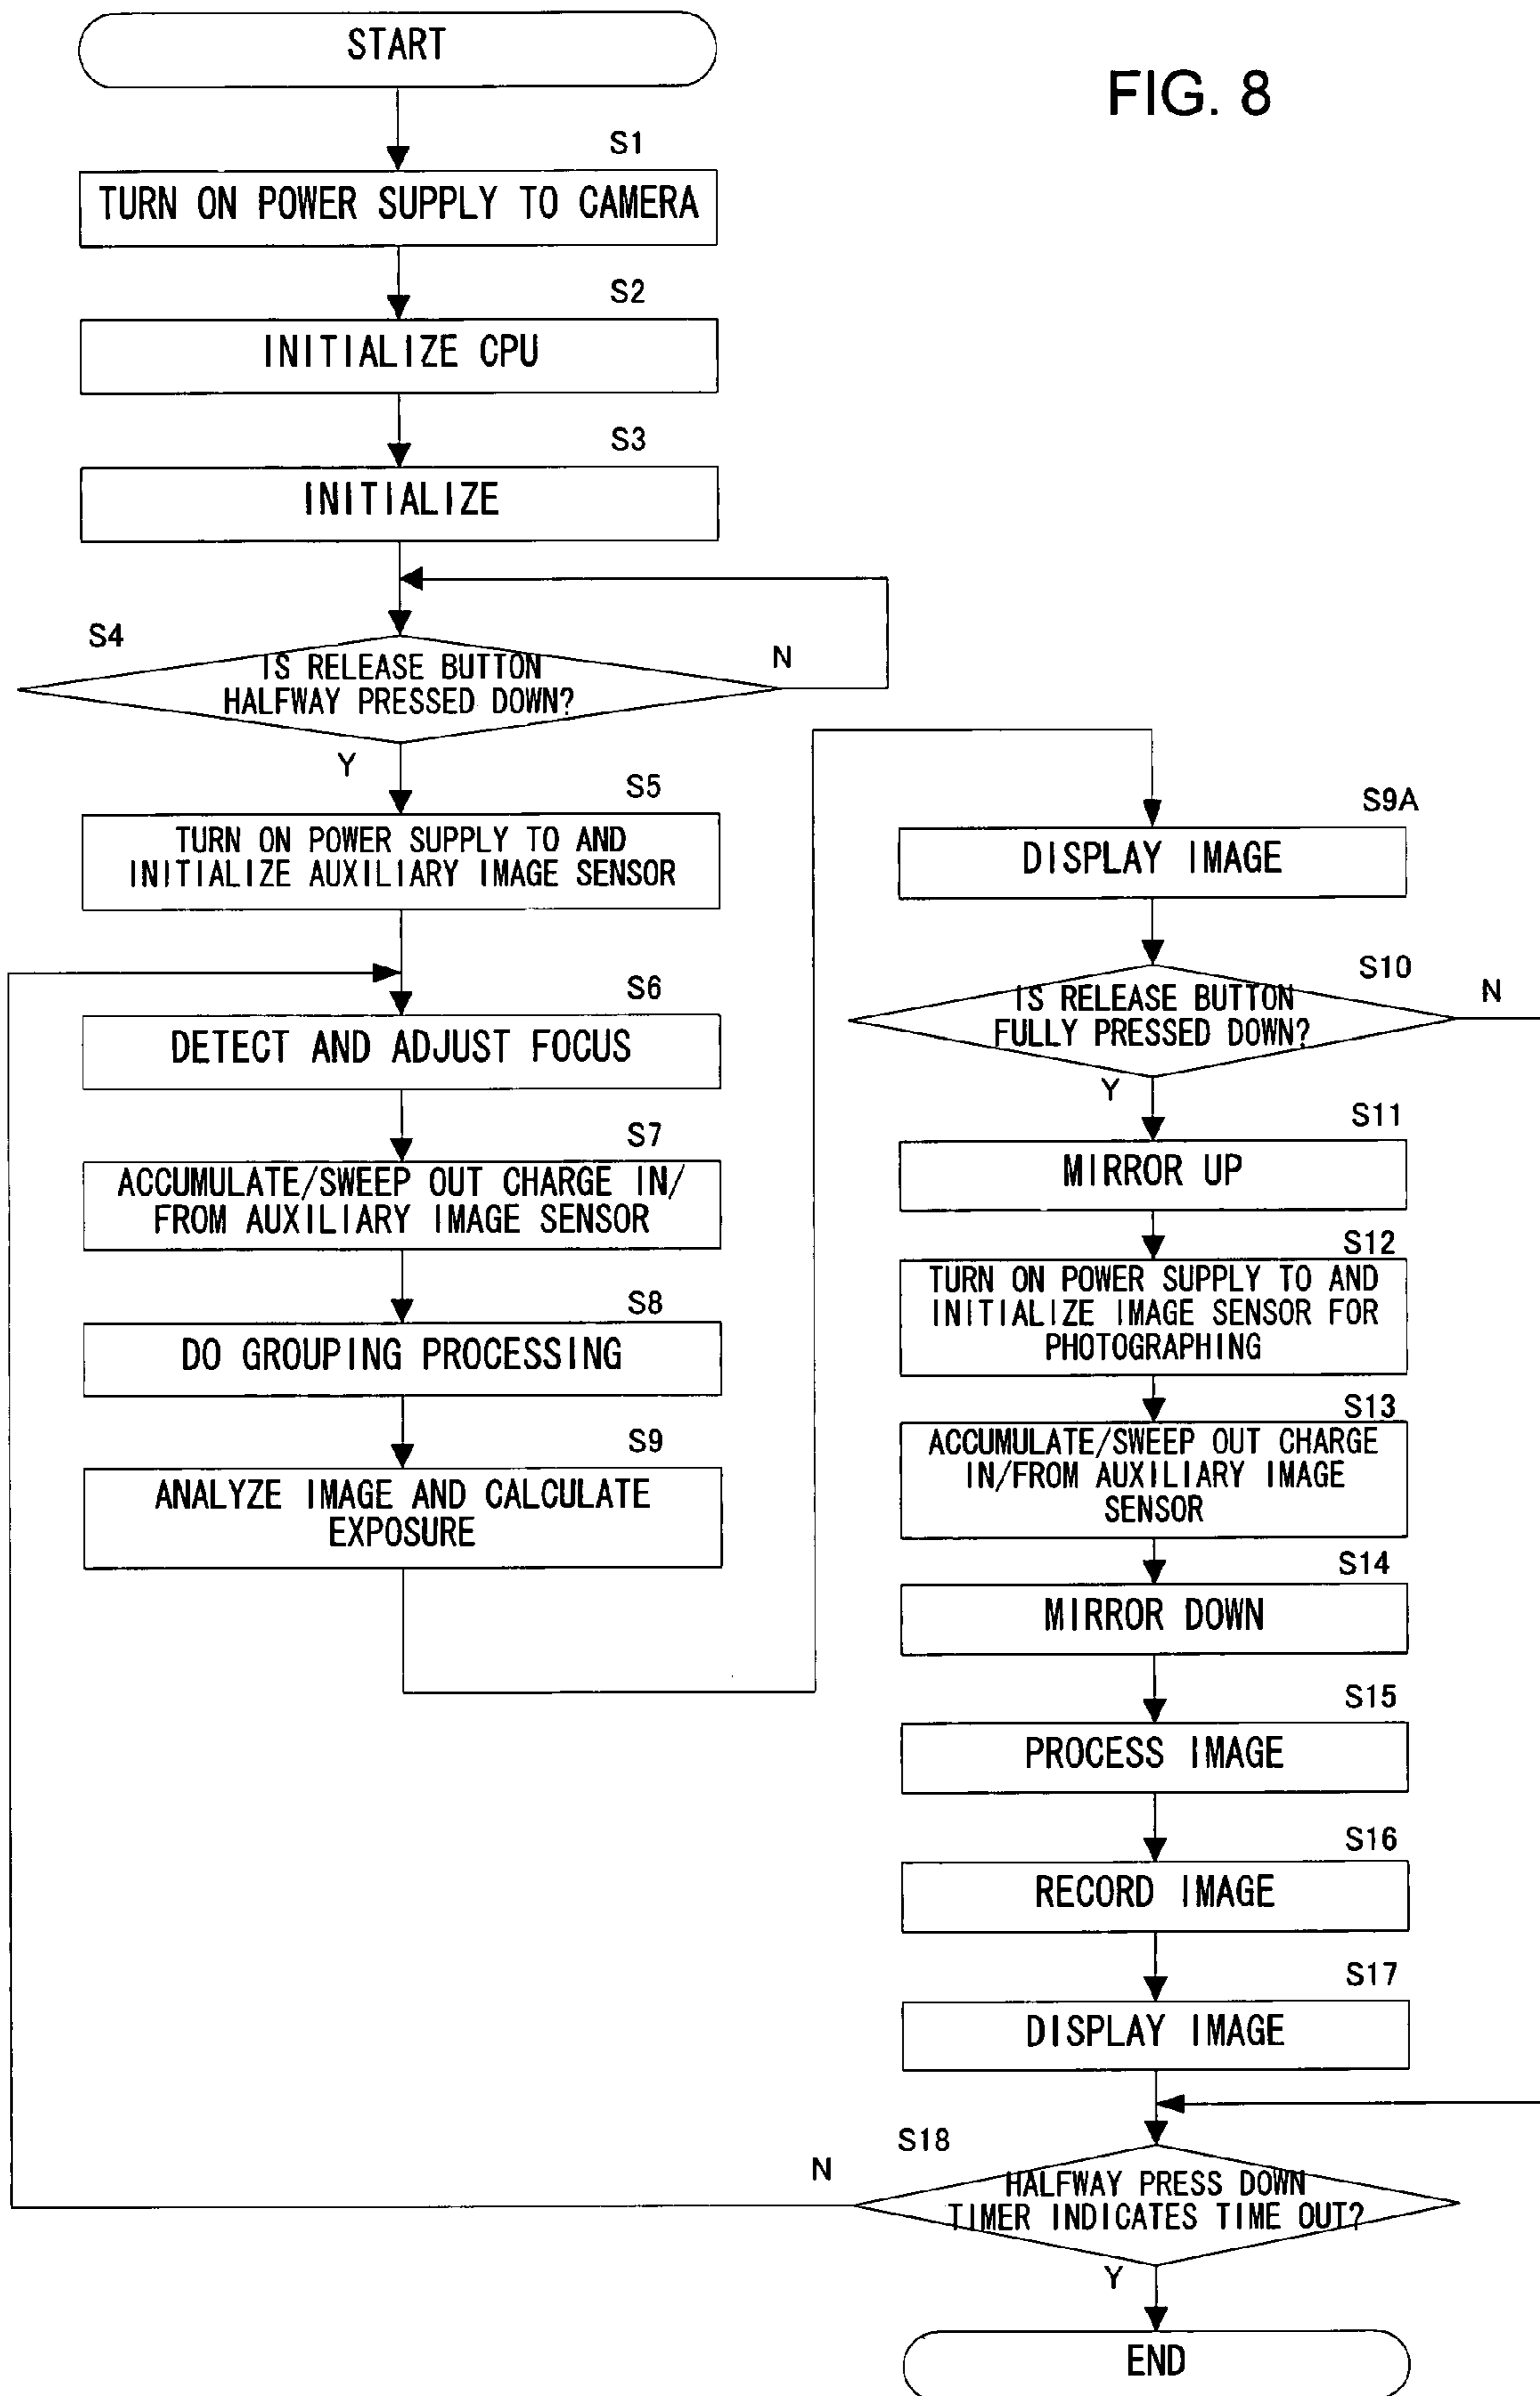 FIG. 8
START
S1
TURN ON POWER SUPPLY TO CAMERA
S2
INITIALIZE CPU
S3
INITIALIZE
S4
IS RELEASE BUTTON
HALFWAY PRESSED DOWN?
N
Y
S5
TURN ON POWER SUPPLY TO AND
INITIALIZE AUXILIARY IMAGE SENSOR
S6
DETECT AND ADJUST FOCUS
S7
ACCUMULATE/SWEEP OUT CHARGE IN/
FROM AUXILIARY IMAGE SENSOR
S8
DO GROUPING PROCESSING
S9
ANALYZE IMAGE AND CALCULATE
EXPOSURE
S9A
DISPLAY IMAGE
S10
IS RELEASE BUTTON
FULLY PRESSED DOWN?
N
Y
S11
MIRROR UP
S12
TURN ON POWER SUPPLY TO AND
INITIALIZE IMAGE SENSOR FOR
PHOTOGRAPHING
S13
ACCUMULATE/SWEEP OUT CHARGE
IN/FROM AUXILIARY IMAGE
SENSOR
S14
MIRROR DOWN
S15
PROCESS IMAGE
S16
RECORD IMAGE
S17
DISPLAY IMAGE
S18
HALFWAY PRESS DOWN
TIMER INDICATES TIME OUT?
N
Y
END